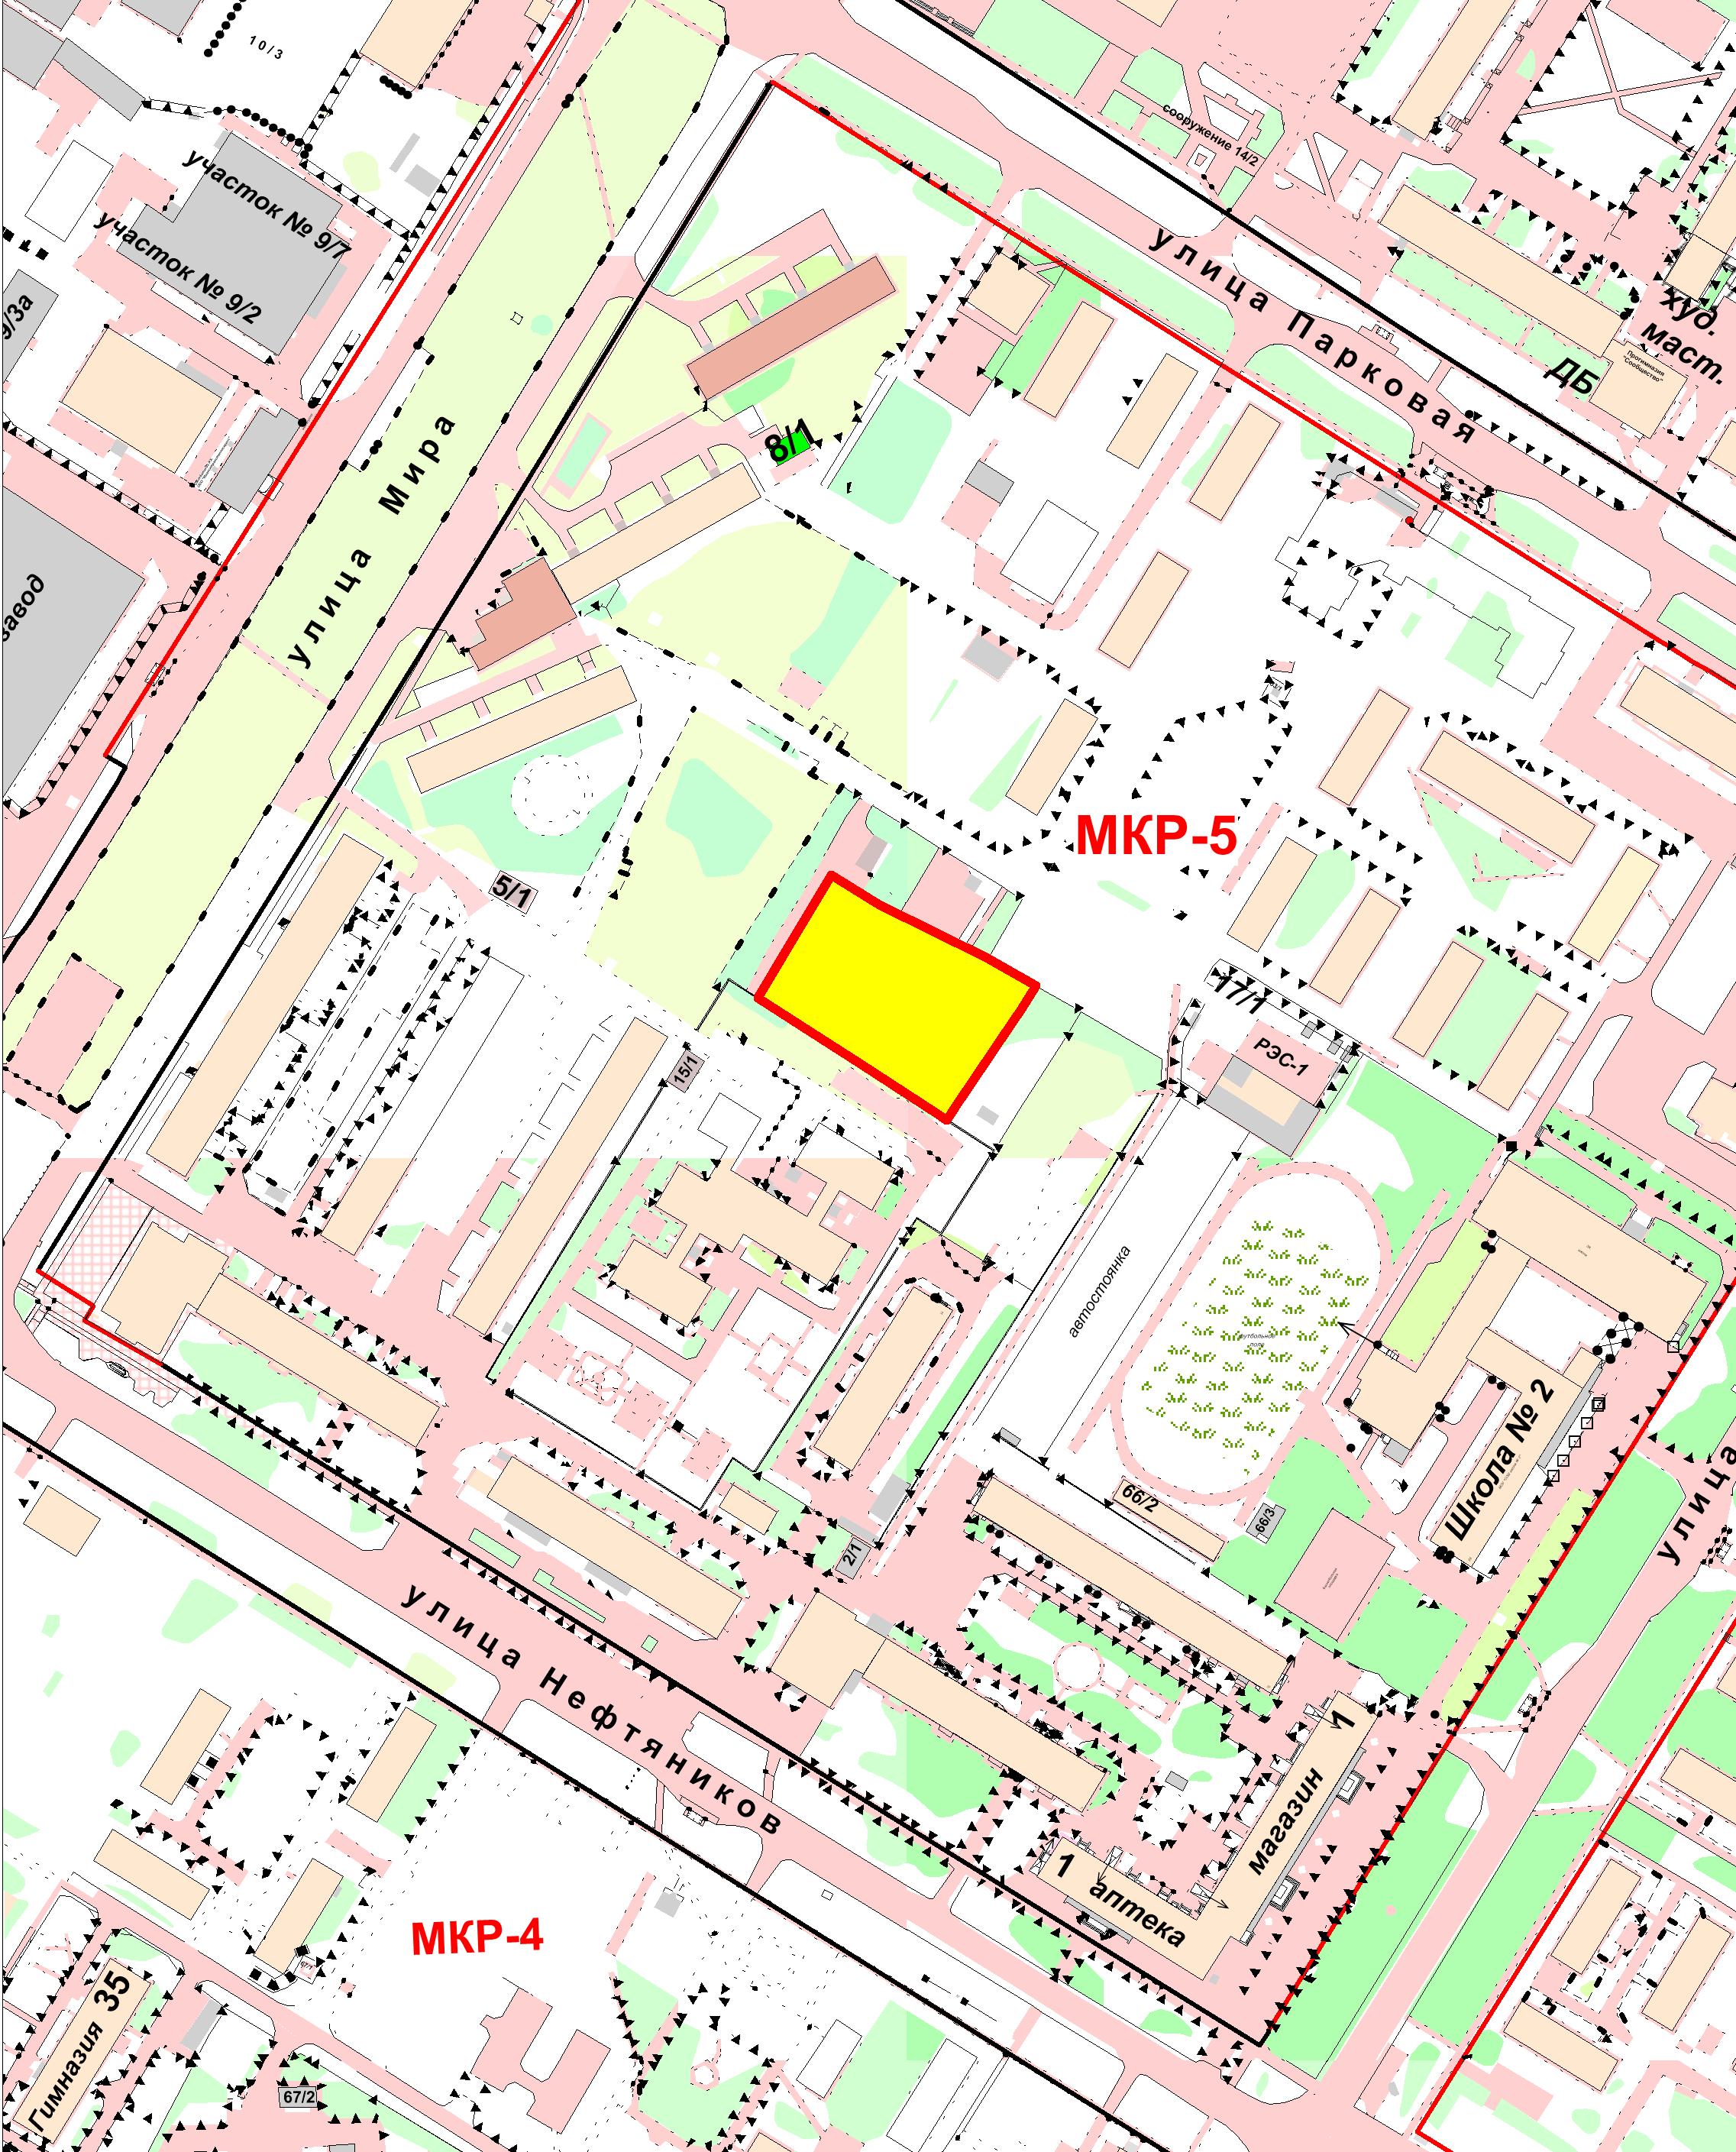 10/3
сооружение 14/2
участок № 9/7
участок № 9/2
9/3а
улица Парковая
худ.
маст.
ДБ
Прогимназия
"Сообщество"
улица Мира
8/1
завод
МКР-5
5/1
17/1
РЭС-1
15/1
автостоянка
Школа № 2
улица
66/2
66/3
2/1
улица Нефтяников
1
магазин
1
аптека
МКР-4
Гимназия 35
67/2